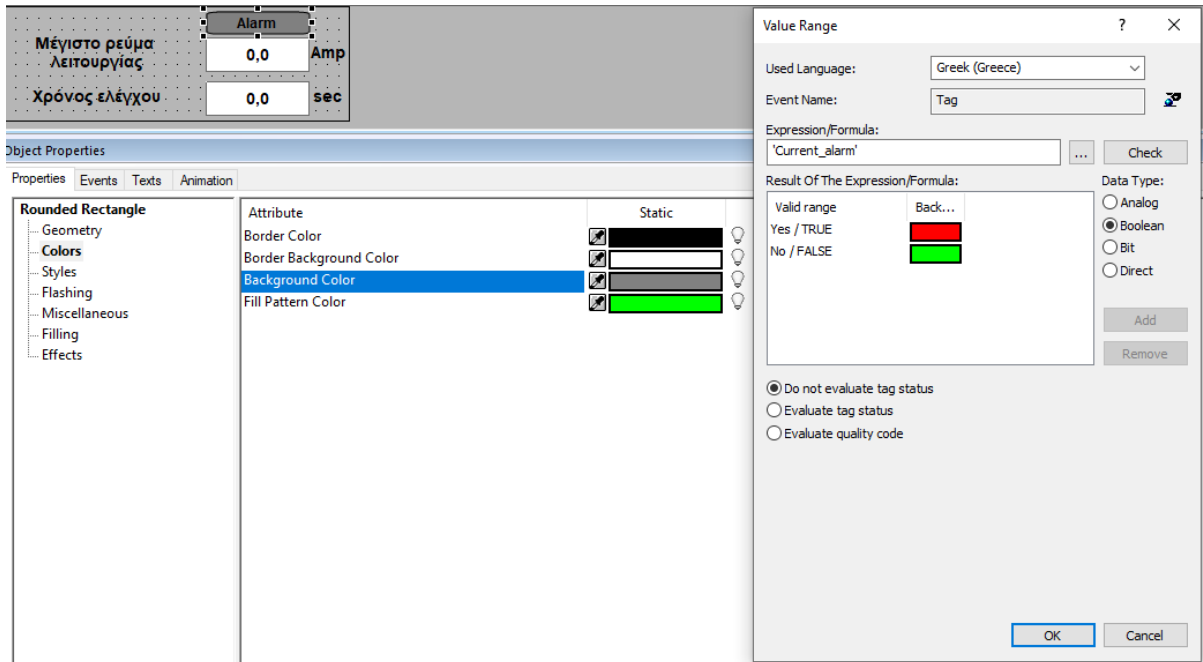 Alarm
Μέγιστο ρεύμα
λειτουργίας
0,0
Amp
Χρόνος ελέγχου
0,0
sec
Object Properties
Properties Events Texts Animation
Rounded Rectangle
Geometry
Colors
Styles
Flashing
Miscellaneous
Filling
Effects
Attribute Static
Border Color
Border Background Color
Background Color
Fill Pattern Color
Value Range ? ×
Used Language: Greek (Greece)
Event Name: Tag
Expression/Formula:
'Current_alarm' ... Check
Result Of The Expression/Formula: Data Type:
Valid range Back... Analog
Yes / TRUE Boolean
No / FALSE Bit
Direct
Add
Remove
Do not evaluate tag status
Evaluate tag status
Evaluate quality code
OK Cancel